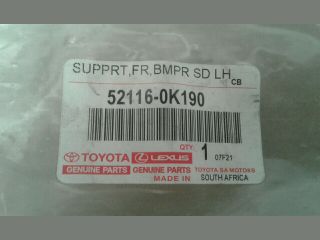 SUPPRT,FR,BMPR SD LH
CB
52116-0K190
QTY: 1 07F21
TOYOTA LEXUS
GENUINE PARTS GENUINE PARTS TOYOTA SA MOTORS
MADE IN SOUTH AFRICA